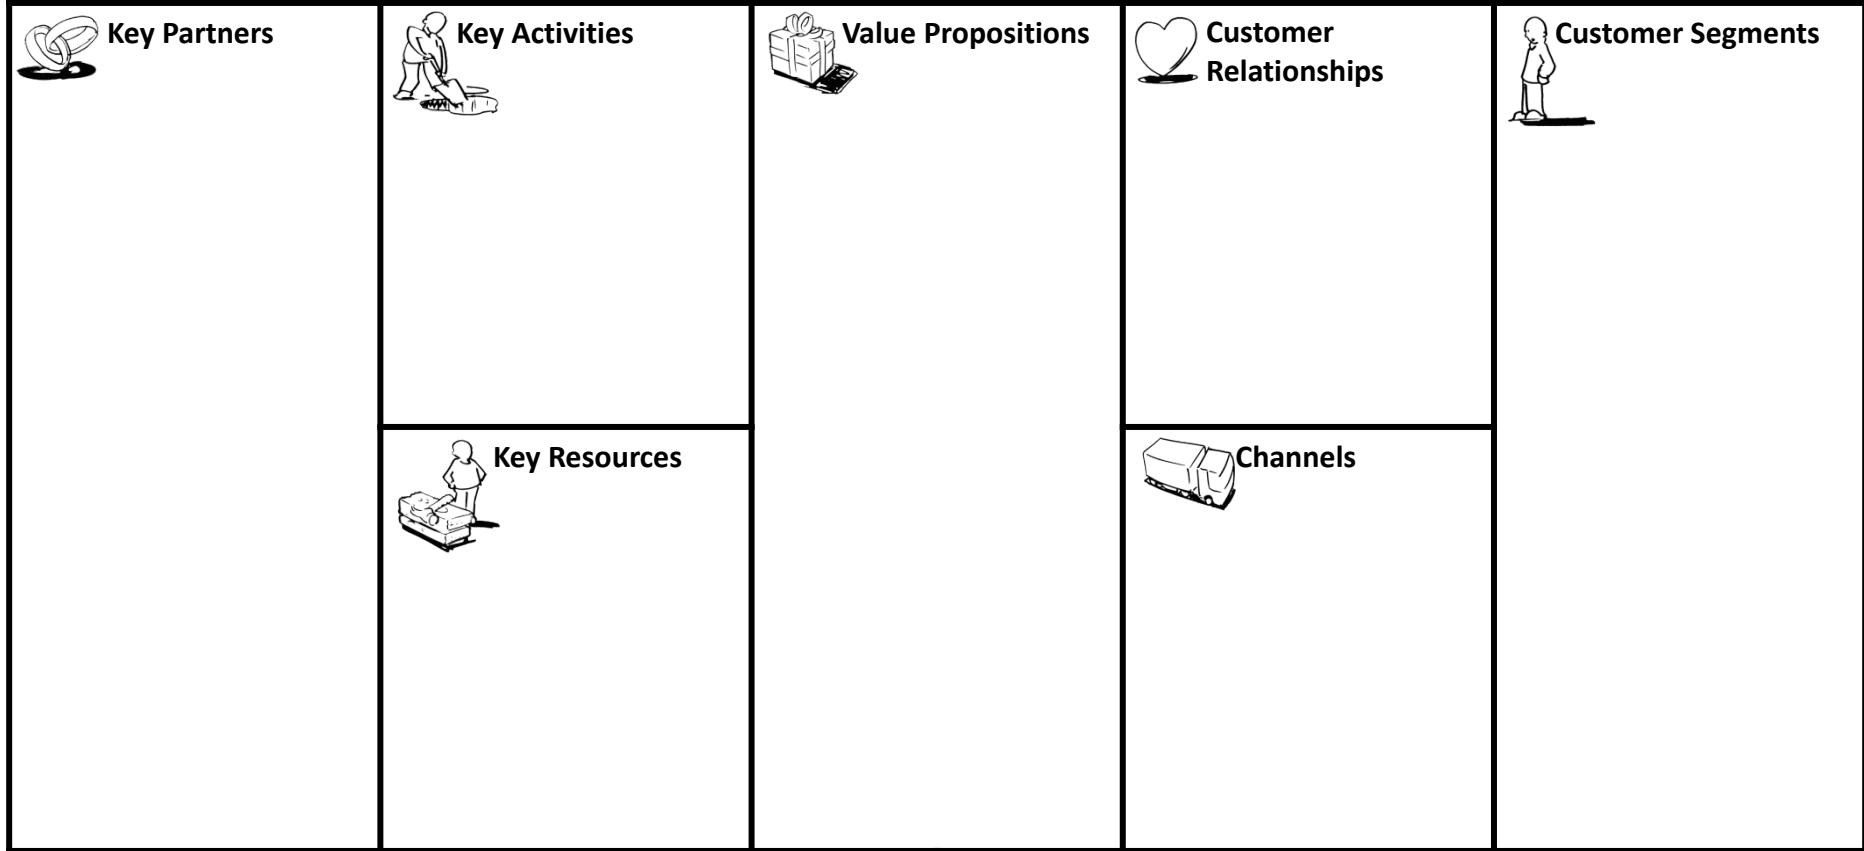 Key Partners
Key Activities
Value Propositions
Customer
Relationships
Customer Segments
Key Resources
Channels